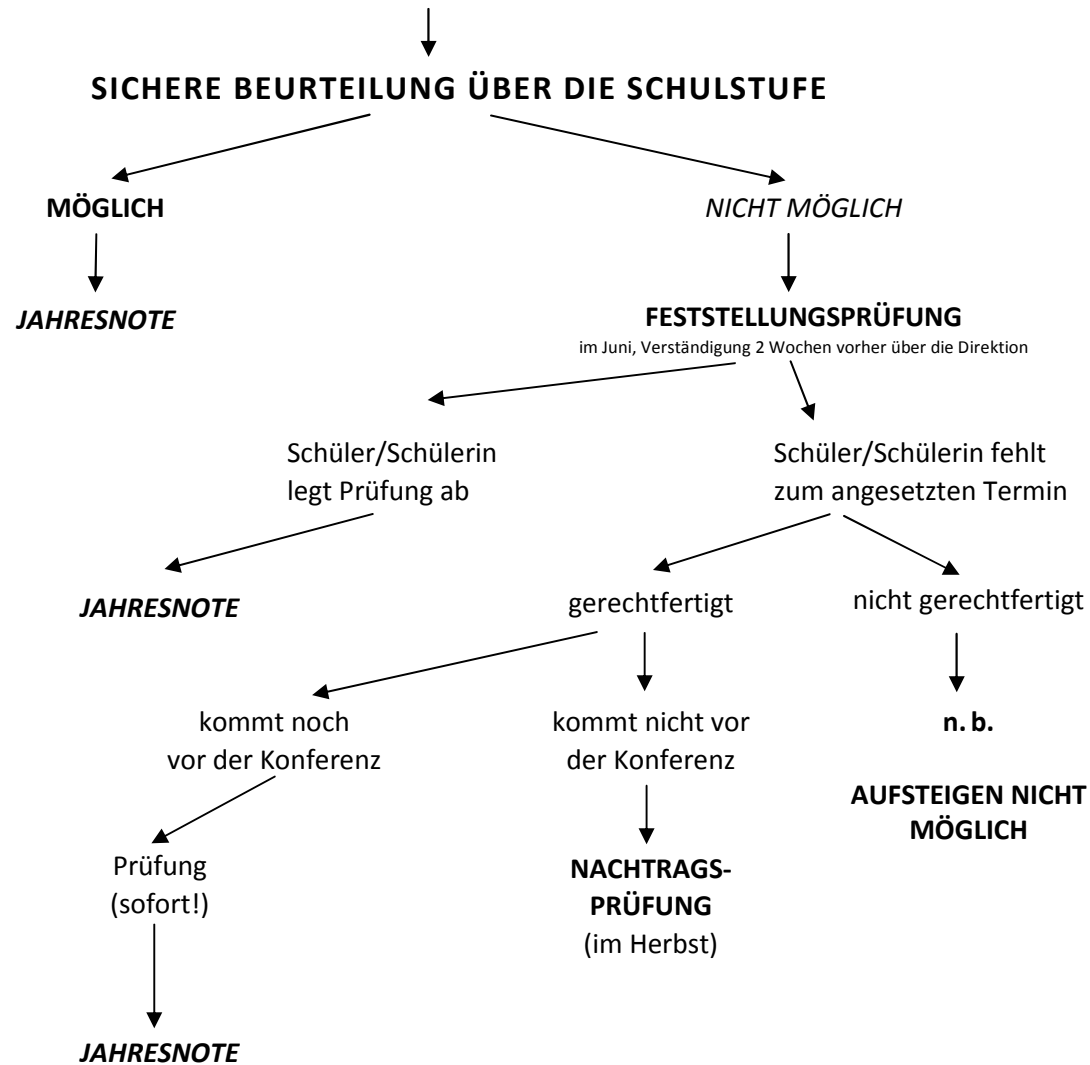 SICHERE BEURTEILUNG ÜBER DIE SCHULSTUFE
MÖGLICH
NICHT MÖGLICH
JAHRESNOTE
FESTSTELLUNGSPRÜFUNG
im Juni, Verständigung 2 Wochen vorher über die Direktion
Schüler/Schülerin
legt Prüfung ab
Schüler/Schülerin fehlt
zum angesetzten Termin
JAHRESNOTE
gerechtfertigt
nicht gerechtfertigt
kommt noch
vor der Konferenz
kommt nicht vor
der Konferenz
n. b.
AUFSTEIGEN NICHT
MÖGLICH
Prüfung
(sofort!)
NACHTRAGS-
PRÜFUNG
(im Herbst)
JAHRESNOTE